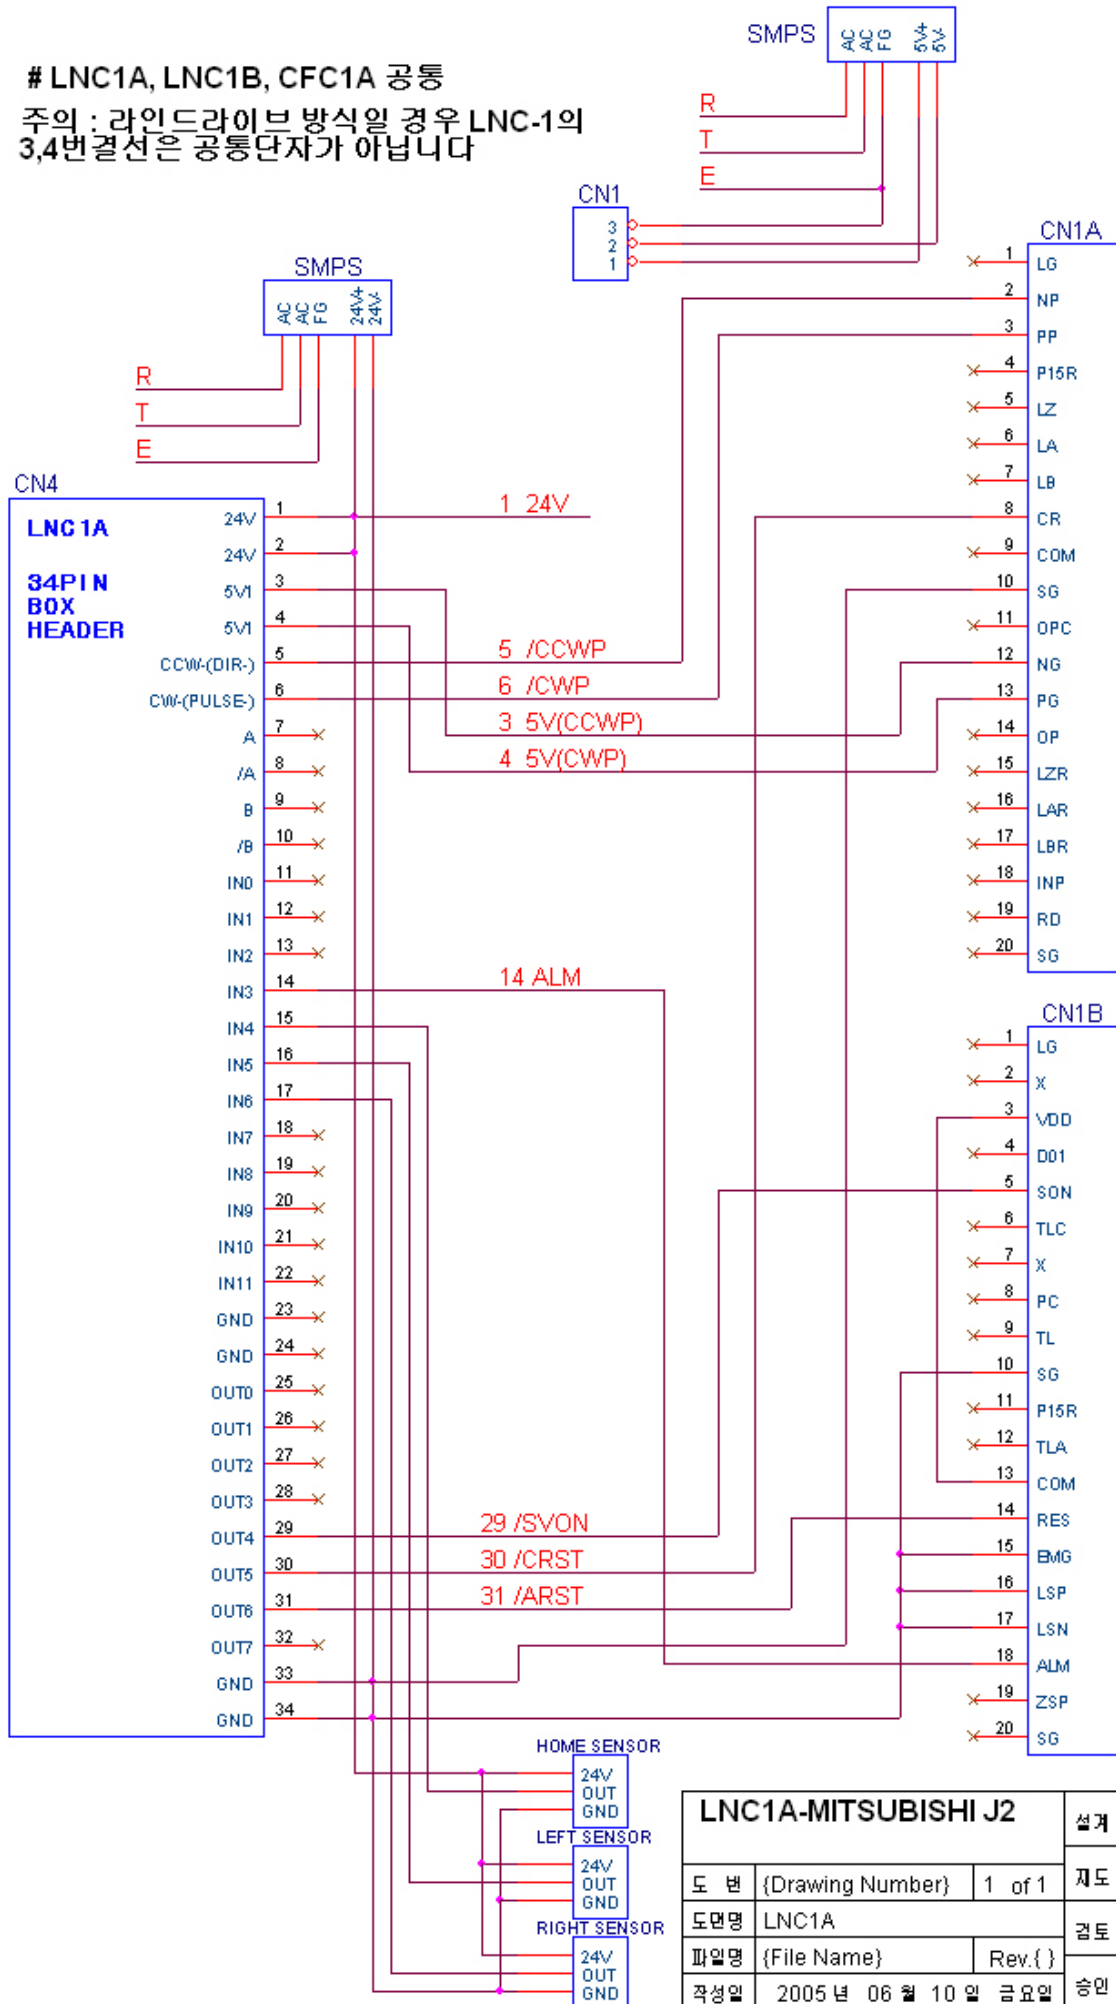 # LNC1A, LNC1B, CFC1A 공통
주의 : 라인드라이브 방식일 경우 LNC-1의
3,4번결선은 공통단자가 아닙니다
SMPS
AC
AC
FG
5V+
5V-
R
T
E
CN1
3
2
1
SMPS
AC
AC
FG
24V+
24V-
R
T
E
CN4
LNC1A
34PIN
BOX
HEADER
24V 1
24V 2
5V1 3
5V1 4
CCW-(DIR-) 5
CW-(PULSE-) 6
A 7
/A 8
B 9
/B 10
IN0 11
IN1 12
IN2 13
IN3 14
IN4 15
IN5 16
IN6 17
IN7 18
IN8 19
IN9 20
IN10 21
IN11 22
GND 23
GND 24
OUT0 25
OUT1 26
OUT2 27
OUT3 28
OUT4 29
OUT5 30
OUT6 31
OUT7 32
GND 33
GND 34
1 24V
5 /CCWP
6 /CWP
3 5V(CCWP)
4 5V(CWP)
14 ALM
29 /SVON
30 /CRST
31 /ARST
CN1A
1 LG
2 NP
3 PP
4 P15R
5 LZ
6 LA
7 LB
8 CR
9 COM
10 SG
11 OPC
12 NG
13 PG
14 OP
15 LZR
16 LAR
17 LBR
18 INP
19 RD
20 SG
CN1B
1 LG
2 X
3 VDD
4 D01
5 SON
6 TLC
7 X
8 PC
9 TL
10 SG
11 P15R
12 TLA
13 COM
14 RES
15 EMG
16 LSP
17 LSN
18 ALM
19 ZSP
20 SG
HOME SENSOR
24V
OUT
GND
LEFT SENSOR
24V
OUT
GND
RIGHT SENSOR
24V
OUT
GND
LNC1A-MITSUBISHI J2
설계
도 번 {Drawing Number} 1 of 1
제도
도면명 LNC1A
검토
파일명 {File Name} Rev.{ }
승인
작성일 2005 년 06 월 10 일 금요일